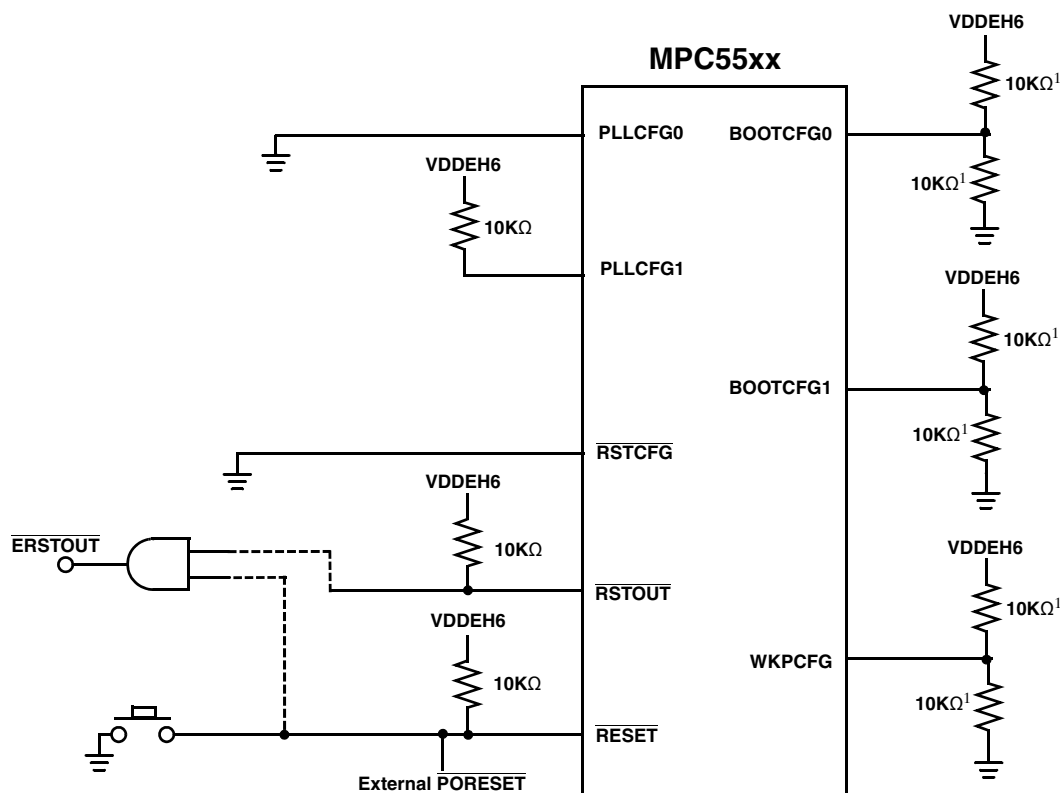 MPC55xx
PLLCFG0
VDDEH6
10KΩ
PLLCFG1
RSTCFG
VDDEH6
10KΩ
ERSTOUT
RSTOUT
VDDEH6
10KΩ
RESET
External PORESET
VDDEH6
10KΩ¹
BOOTCFG0
10KΩ¹
VDDEH6
10KΩ¹
BOOTCFG1
10KΩ¹
VDDEH6
10KΩ¹
WKPCFG
10KΩ¹